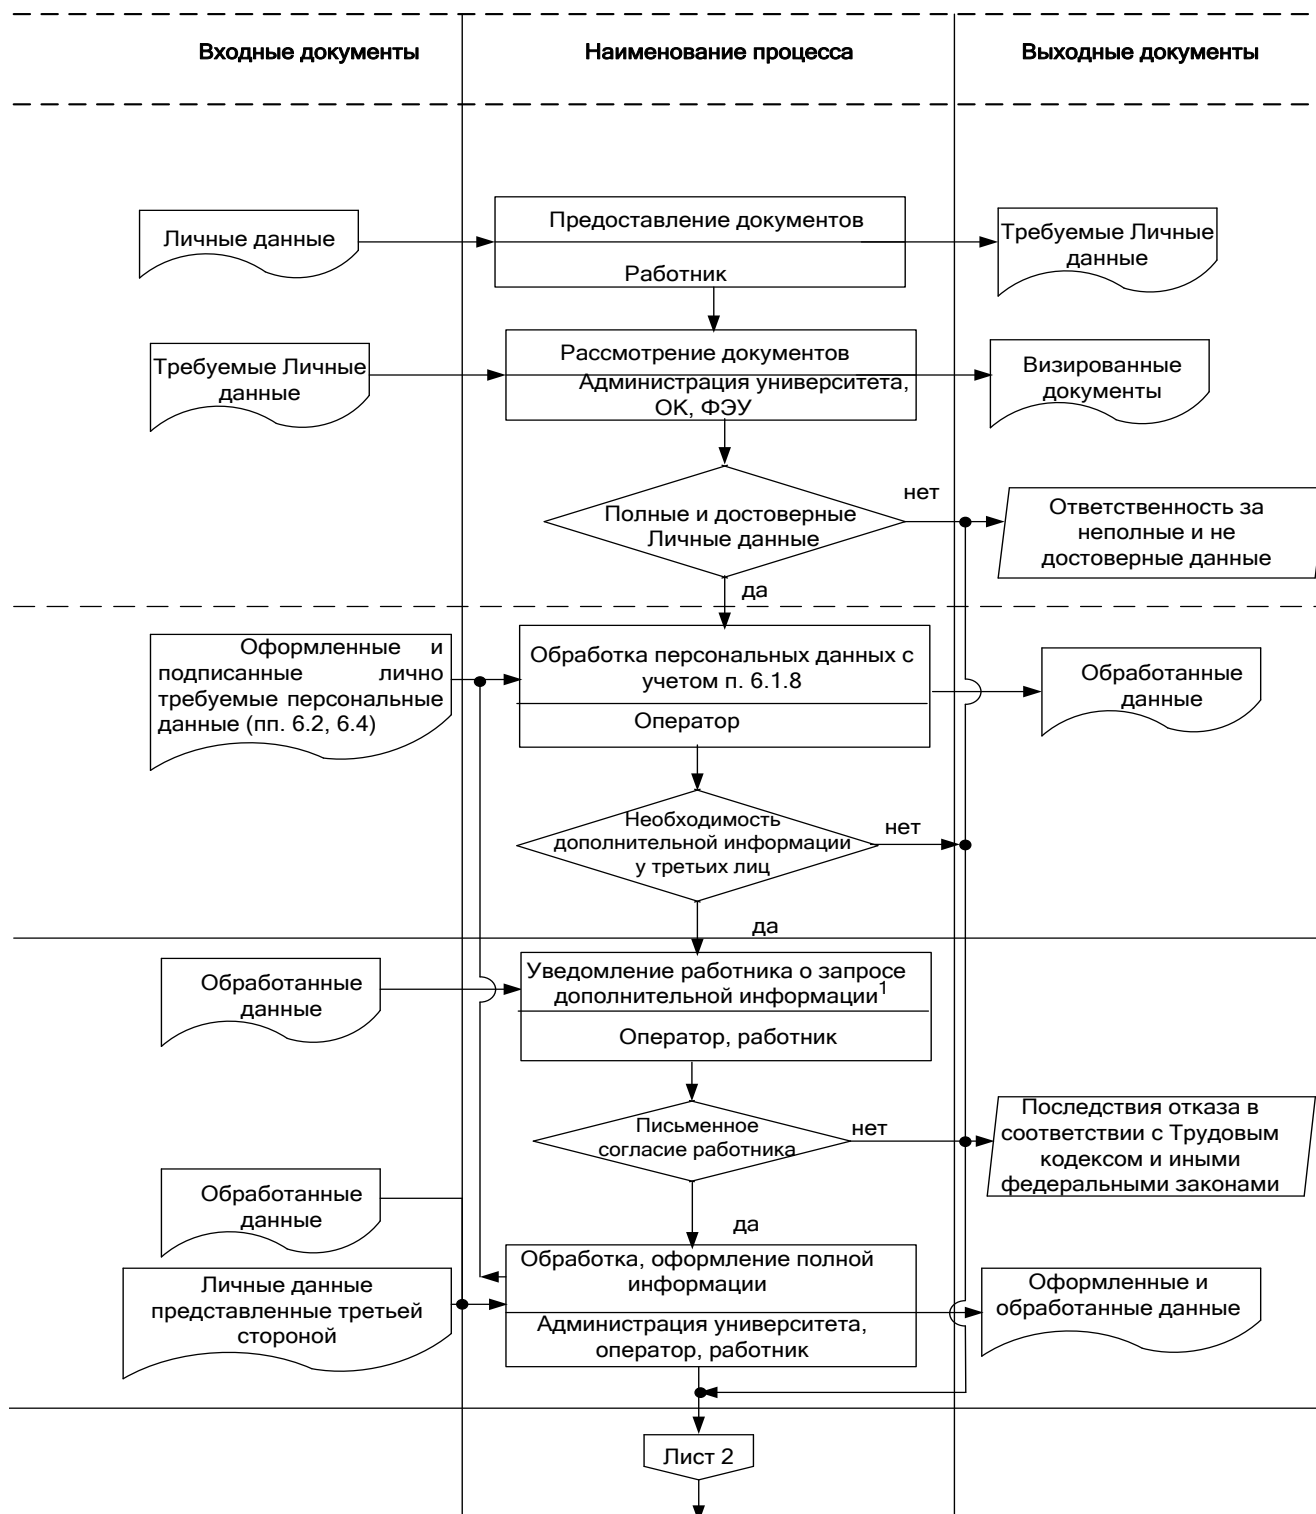 Входные документы
Наименование процесса
Выходные документы
Личные данные
Предоставление документов
Работник
Требуемые Личные
данные
Требуемые Личные
данные
Рассмотрение документов
Администрация университета,
ОК, ФЭУ
Визированные
документы
Полные и достоверные
Личные данные
нет
да
Ответственность за
неполные и не
достоверные данные
Оформленные и
подписанные лично
требуемые персональные
данные (пп. 6.2, 6.4)
Обработка персональных данных с
учетом п. 6.1.8
Оператор
Обработанные
данные
Необходимость
дополнительной информации
у третьих лиц
нет
да
Обработанные
данные
Уведомление работника о запросе
дополнительной информации¹
Оператор, работник
Письменное
согласие работника
нет
да
Последствия отказа в
соответствии с Трудовым
кодексом и иными
федеральными законами
Обработанные
данные
Личные данные
представленные третьей
стороной
Обработка, оформление полной
информации
Администрация университета,
оператор, работник
Оформленные и
обработанные данные
Лист 2